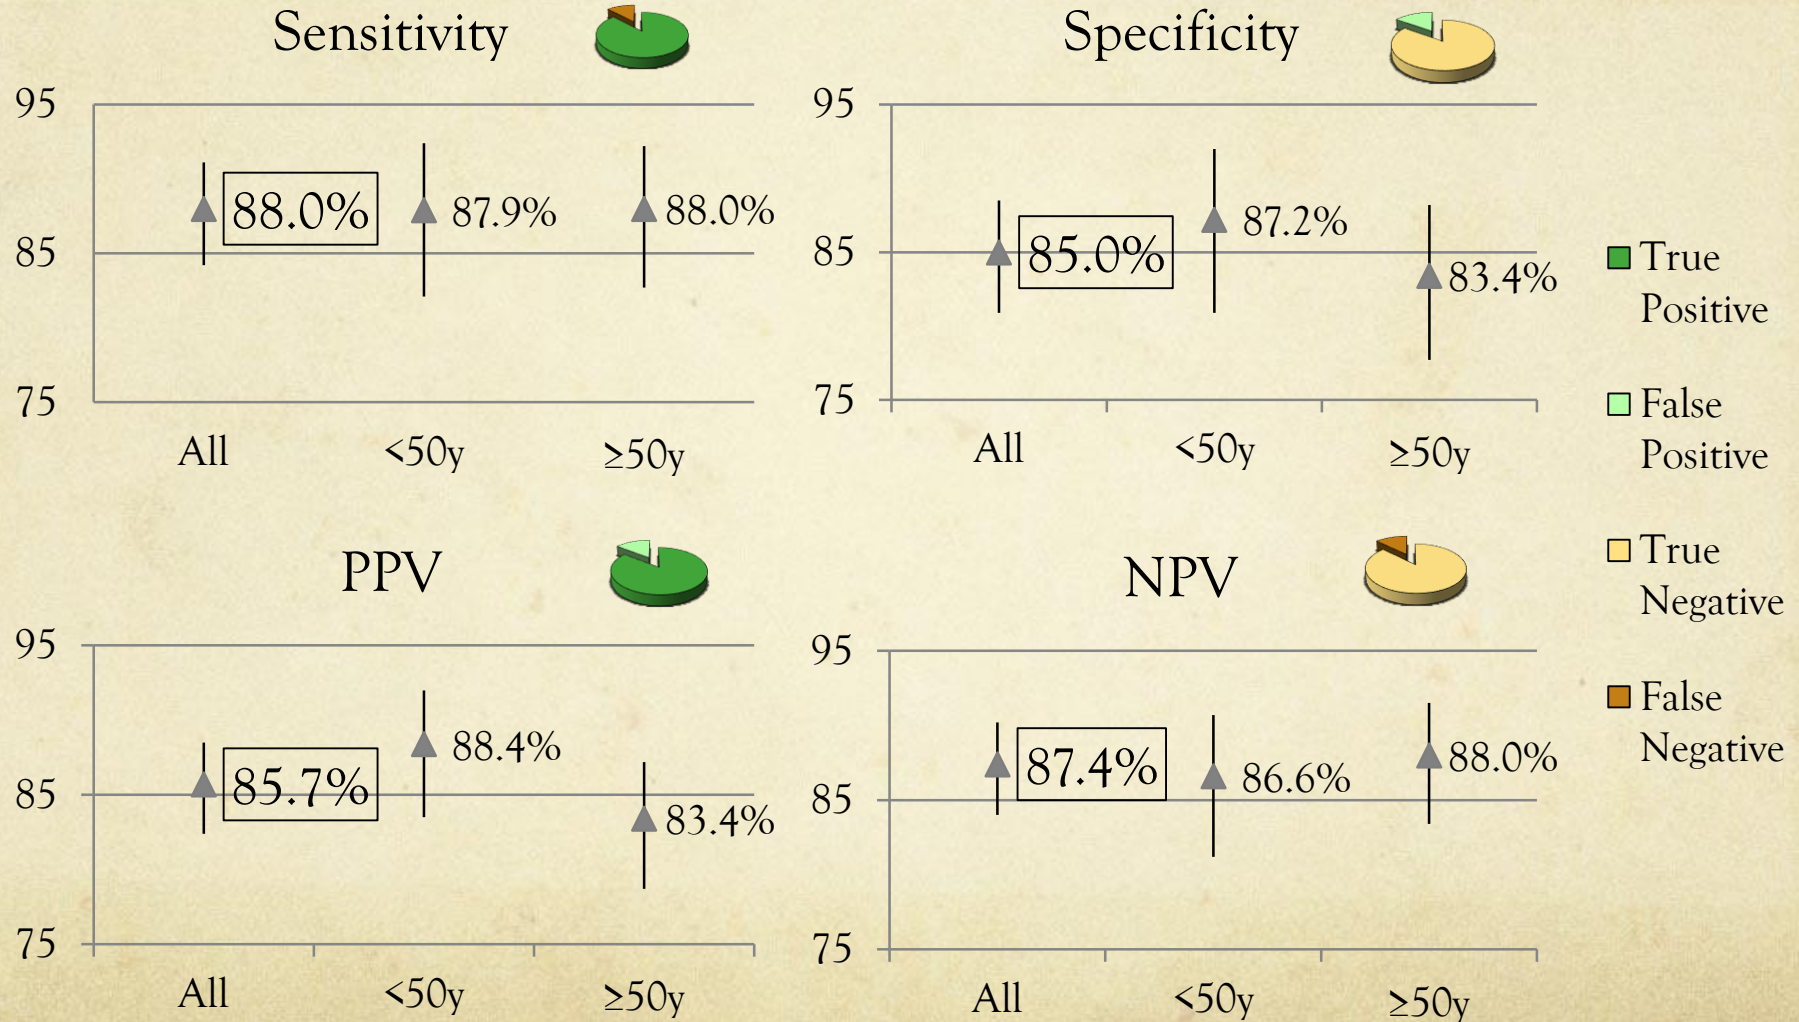 Sensitivity
95
85
75
88.0%
87.9%
88.0%
All
<50y
≥50y
Specificity
95
85
75
85.0%
87.2%
83.4%
All
<50y
≥50y
PPV
95
85
75
85.7%
88.4%
83.4%
All
<50y
≥50y
NPV
95
85
75
87.4%
86.6%
88.0%
All
<50y
≥50y
True
Positive
False
Positive
True
Negative
False
Negative